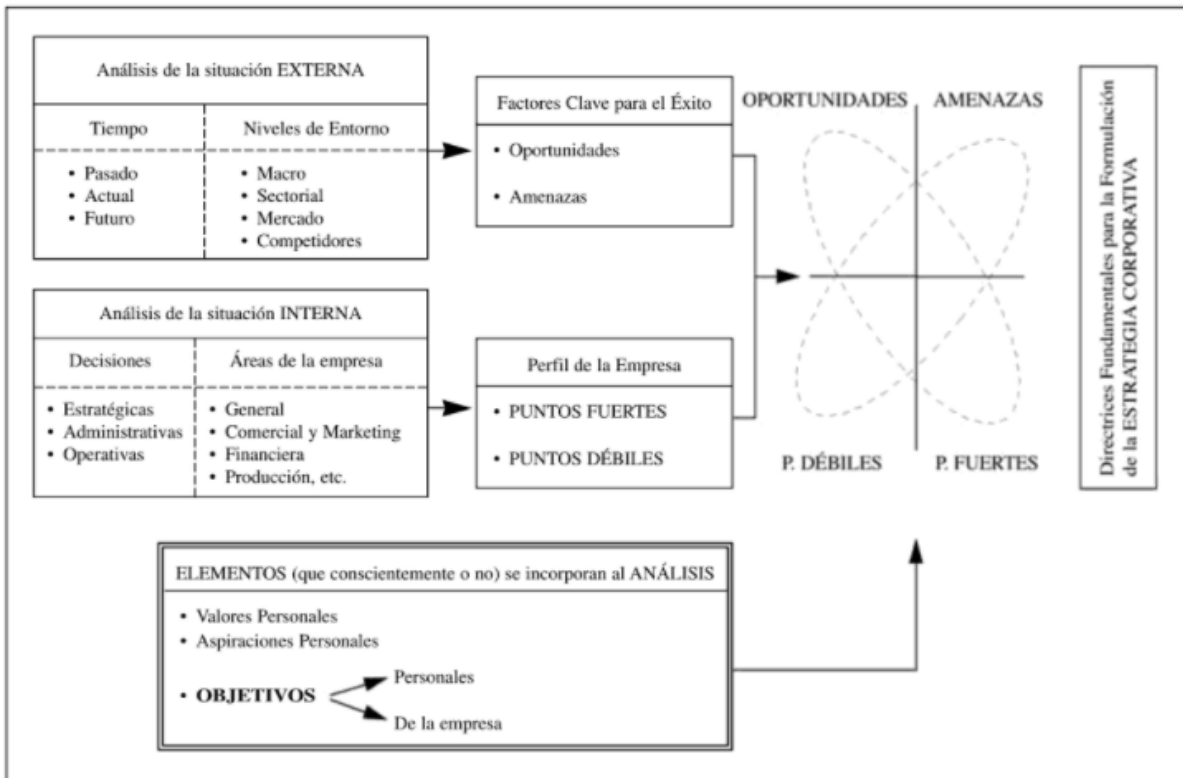 Análisis de la situación EXTERNA
Tiempo
Niveles de Entorno
• Pasado
• Actual
• Futuro
• Macro
• Sectorial
• Mercado
• Competidores
Factores Clave para el Éxito
• Oportunidades
• Amenazas
Análisis de la situación INTERNA
Decisiones
Áreas de la empresa
• Estratégicas
• Administrativas
• Operativas
• General
• Comercial y Marketing
• Financiera
• Producción, etc.
Perfil de la Empresa
• PUNTOS FUERTES
• PUNTOS DÉBILES
OPORTUNIDADES
AMENAZAS
P. DÉBILES
P. FUERTES
Directrices Fundamentales para la Formulación
de la ESTRATEGIA CORPORATIVA
ELEMENTOS (que conscientemente o no) se incorporan al ANÁLISIS
• Valores Personales
• Aspiraciones Personales
• OBJETIVOS
Personales
De la empresa